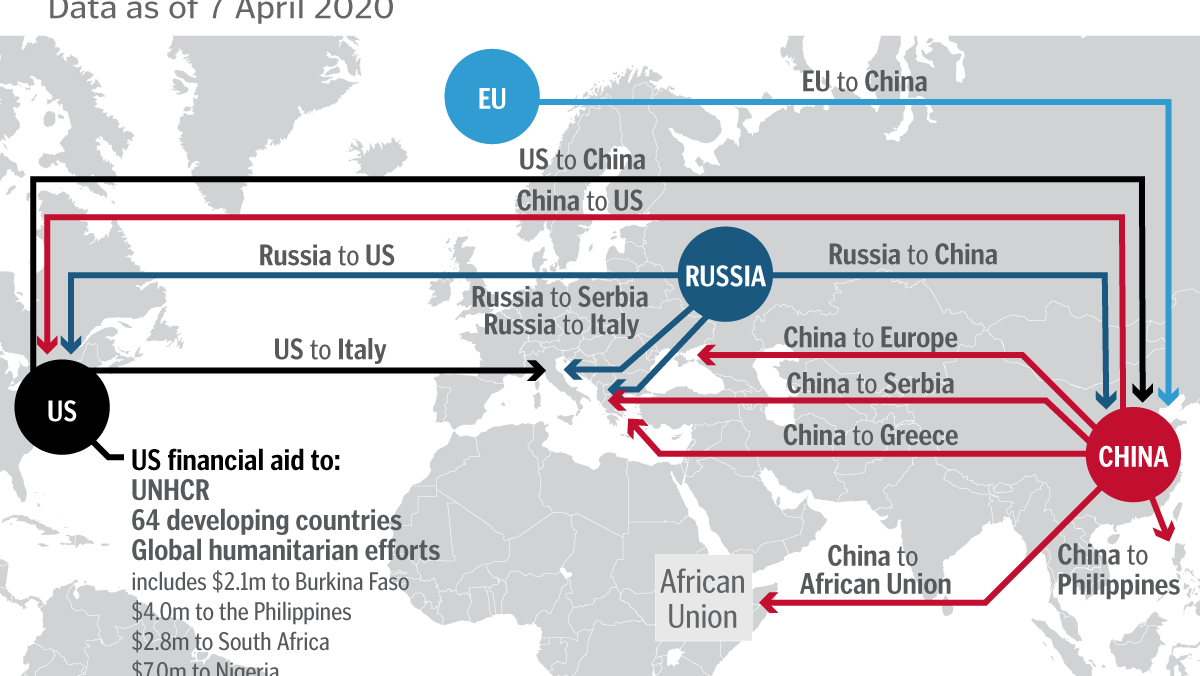 Data as of 7 April 2020
EU
EU to China
US to China
China to US
Russia to US
RUSSIA
Russia to China
Russia to Serbia
Russia to Italy
US to Italy
China to Europe
China to Serbia
China to Greece
US
CHINA
US financial aid to:
UNHCR
64 developing countries
Global humanitarian efforts
includes $2.1m to Burkina Faso
$4.0m to the Philippines
$2.8m to South Africa
$7.0m to Nigeria
African
Union
China to
African Union
China to
Philippines